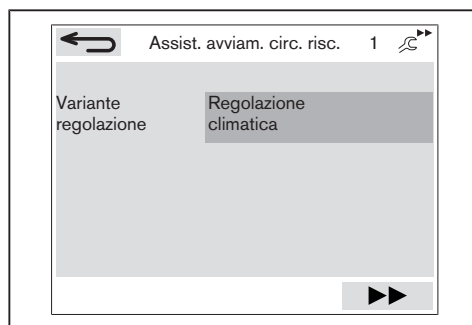 Assist. avviam. circ. risc. 1
Variante Regolazione
regolazione climatica